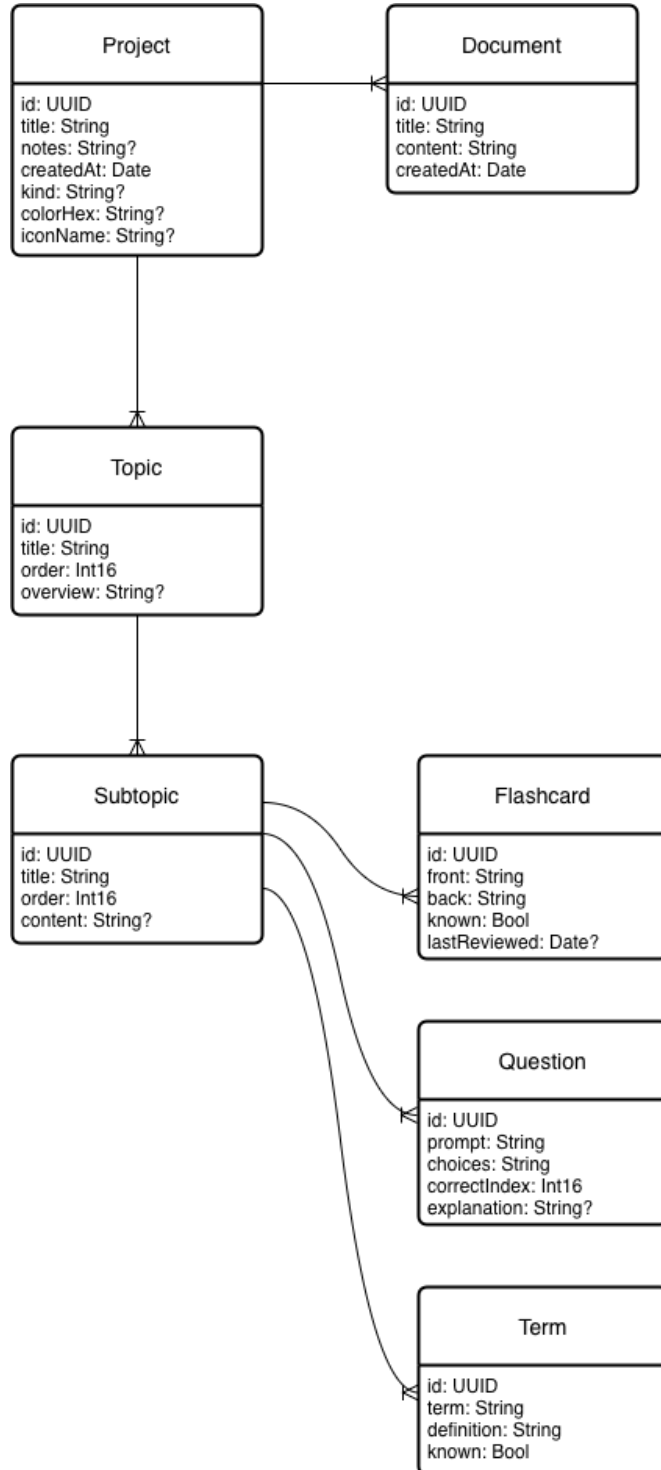 Project
id: UUID
title: String
notes: String?
createdAt: Date
kind: String?
colorHex: String?
iconName: String?
Document
id: UUID
title: String
content: String
createdAt: Date
Topic
id: UUID
title: String
order: Int16
overview: String?
Subtopic
id: UUID
title: String
order: Int16
content: String?
Flashcard
id: UUID
front: String
back: String
known: Bool
lastReviewed: Date?
Question
id: UUID
prompt: String
choices: String
correctIndex: Int16
explanation: String?
Term
id: UUID
term: String
definition: String
known: Bool